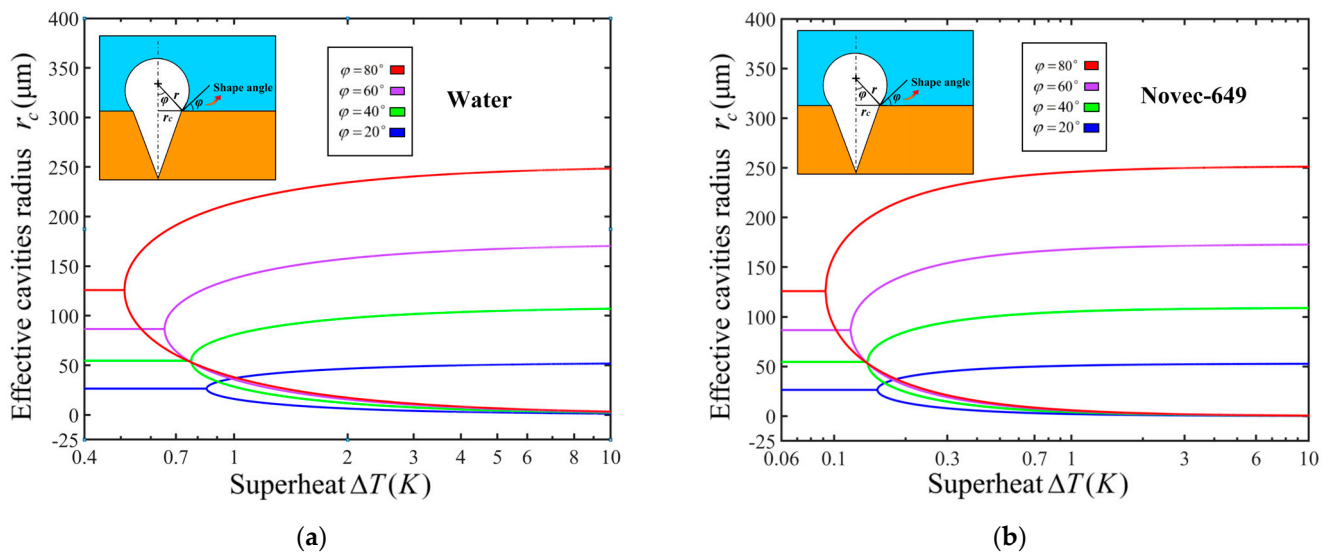 Effective cavities radius r_c (μm)
400
350
300
250
200
150
100
50
0
-25
φ
r
Shape angle
φ
r_c
φ = 80°
φ = 60°
φ = 40°
φ = 20°
Water
0.4 0.7 1 2 3 4 5 6 8 10
Superheat ΔT(K)
(a)
Effective cavities radius r_c (μm)
400
350
300
250
200
150
100
50
0
-25
φ
r
Shape angle
φ
r_c
φ = 80°
φ = 60°
φ = 40°
φ = 20°
Novec-649
0.06 0.1 0.3 0.7 1 3 6 10
Superheat ΔT(K)
(b)